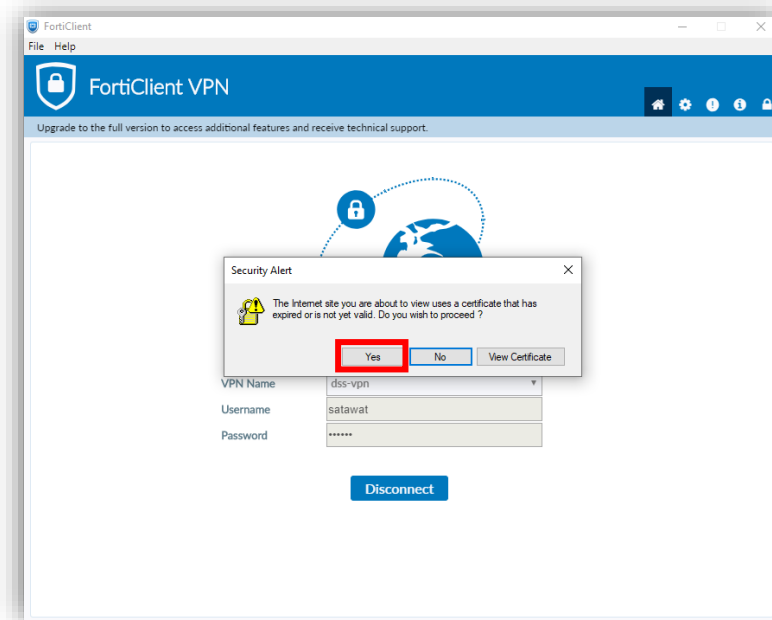 FortiClient
File Help
FortiClient VPN
Upgrade to the full version to access additional features and receive technical support.
Security Alert
The Internet site you are about to view uses a certificate that has
expired or is not yet valid. Do you wish to proceed ?
Yes No View Certificate
VPN Name dss-vpn
Username satawat
Password ••••••
Disconnect